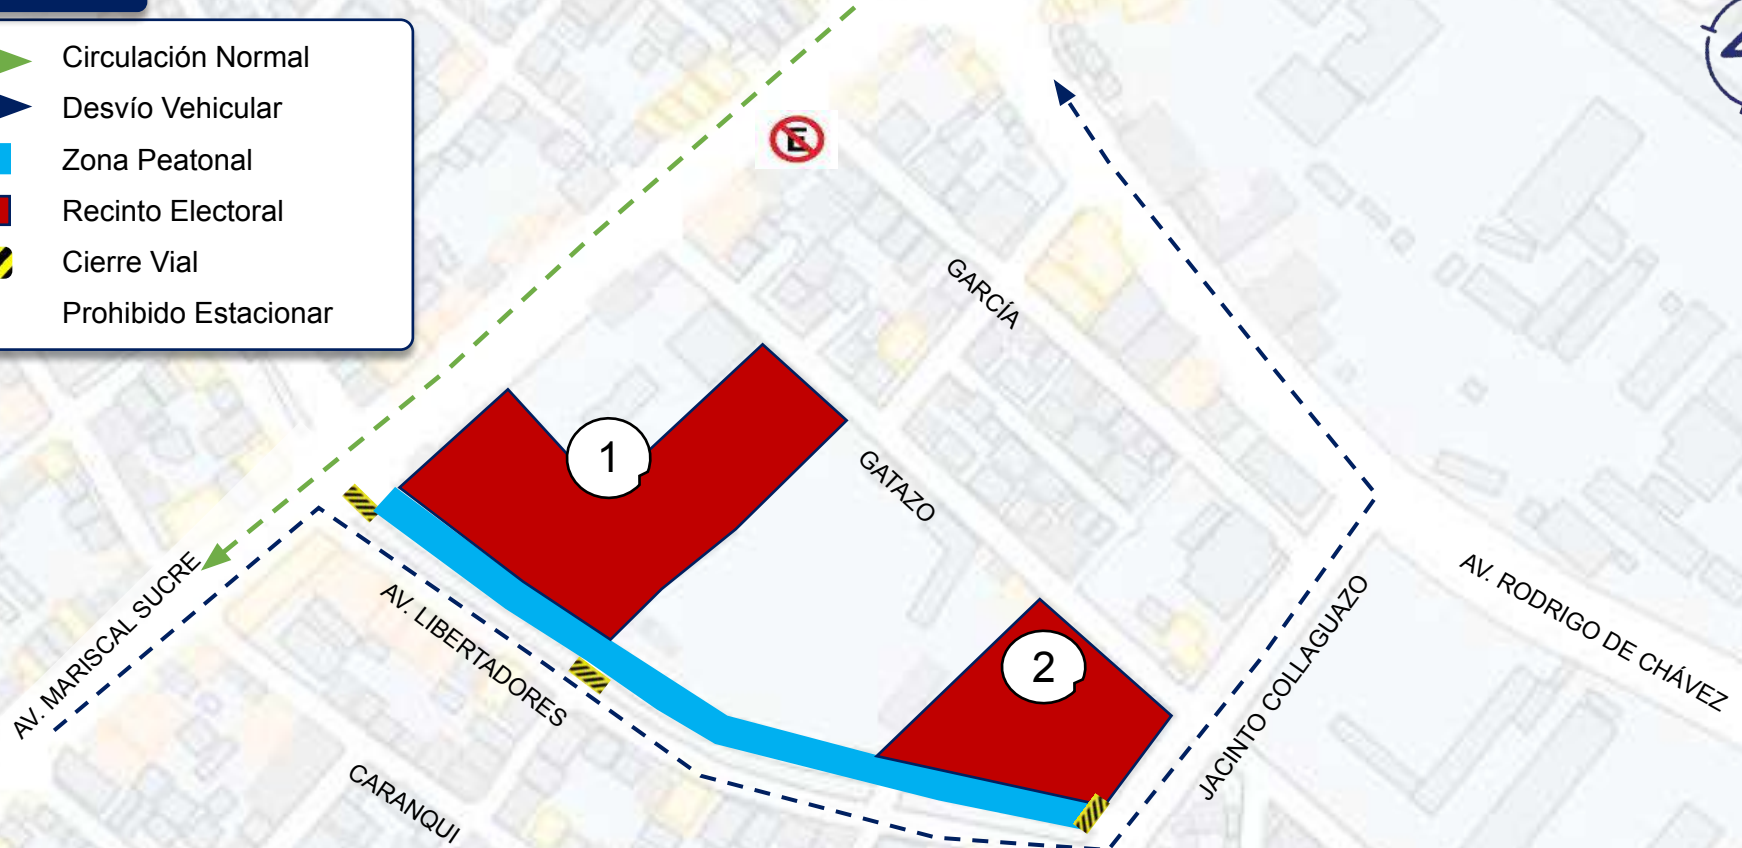 Circulación Normal
Desvío Vehicular
Zona Peatonal
Recinto Electoral
Cierre Vial
Prohibido Estacionar
E
GARCÍA
1
GATAZO
AV. MARISCAL SUCRE
AV. LIBERTADORES
2
AV. RODRIGO DE CHÁVEZ
JACINTO COLLAGUAZO
CARANQUI